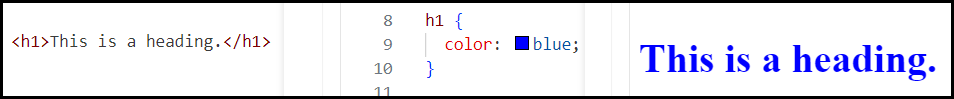 <h1>This is a heading.</h1>
8 h1 {
9 color: blue;
10 }
11
This is a heading.